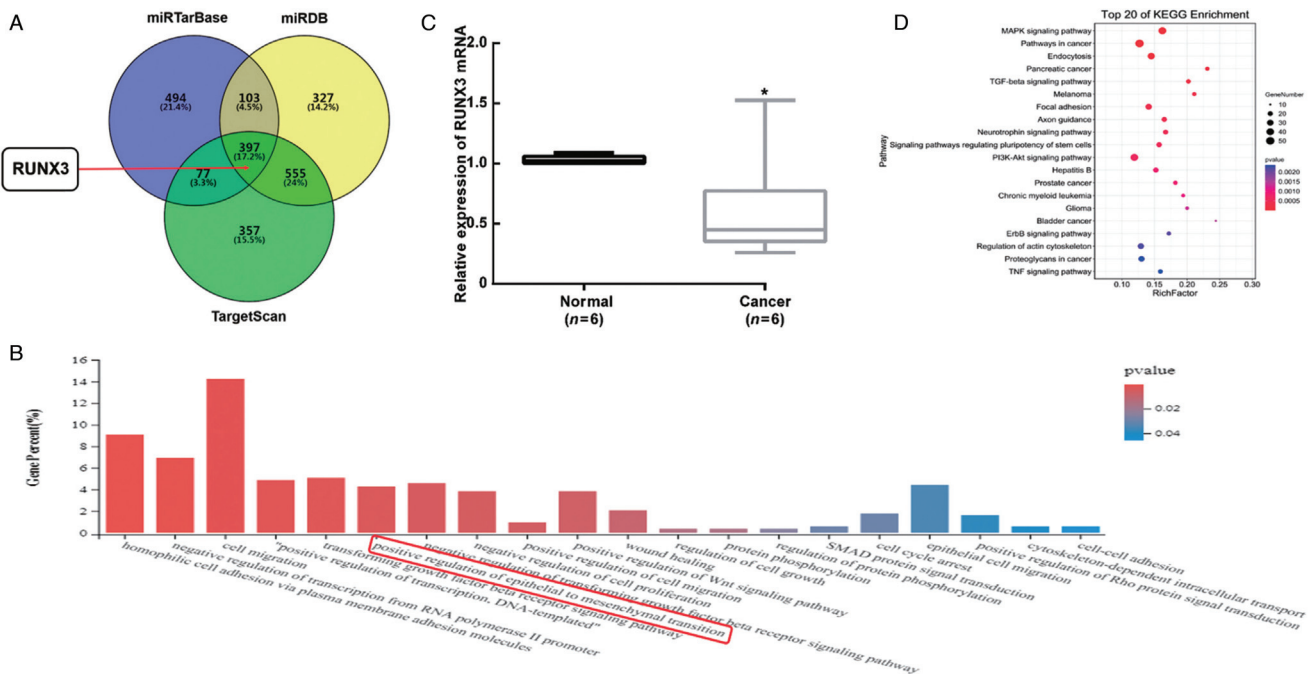 A
miRTarBase
miRDB
494
(21.4%)
103
(4.5%)
327
(14.2%)
397
(17.2%)
RUNX3
77
(3.3%)
555
(24%)
357
(15.5%)
TargetScan
C
Relative expression of RUNX3 mRNA
2.0
1.5
1.0
0.5
0
*
Normal
(n=6)
Cancer
(n=6)
D
Top 20 of KEGG Enrichment
Pathway
MAPK signaling pathway
Pathways in cancer
Endocytosis
Pancreatic cancer
TGF-beta signaling pathway
Melanoma
Focal adhesion
Axon guidance
Neurotrophin signaling pathway
Signaling pathways regulating pluripotency of stem cells
PI3K-Akt signaling pathway
Hepatitis B
Prostate cancer
Chronic myeloid leukemia
Glioma
Bladder cancer
ErbB signaling pathway
Regulation of actin cytoskeleton
Proteoglycans in cancer
TNF signaling pathway
0.10 0.15 0.20 0.25 0.30
RichFactor
GeneNumber
10
20
30
40
50
pvalue
0.0020
0.0015
0.0010
0.0005
B
Gene Percent(%)
16
14
10
8
6
4
2
0
homophilic cell adhesion via plasma membrane adhesion molecules
negative regulation of transcription from RNA polymerase II promoter
cell migration
"positive regulation of transcription, DNA-templated"
transforming growth factor beta receptor signaling pathway
positive regulation of epithelial to mesenchymal transition
negative regulation of transforming growth factor beta receptor signaling pathway
negative regulation of cell proliferation
positive regulation of cell migration
positive regulation of Wnt signaling pathway
wound healing
regulation of cell growth
protein phosphorylation
regulation of protein phosphorylation
SMAD protein signal transduction
cell cycle arrest
epithelial cell migration
positive regulation of Rho protein signal transduction
cytoskeleton-dependent intracellular transport
cell-cell adhesion
pvalue
0.02
0.04